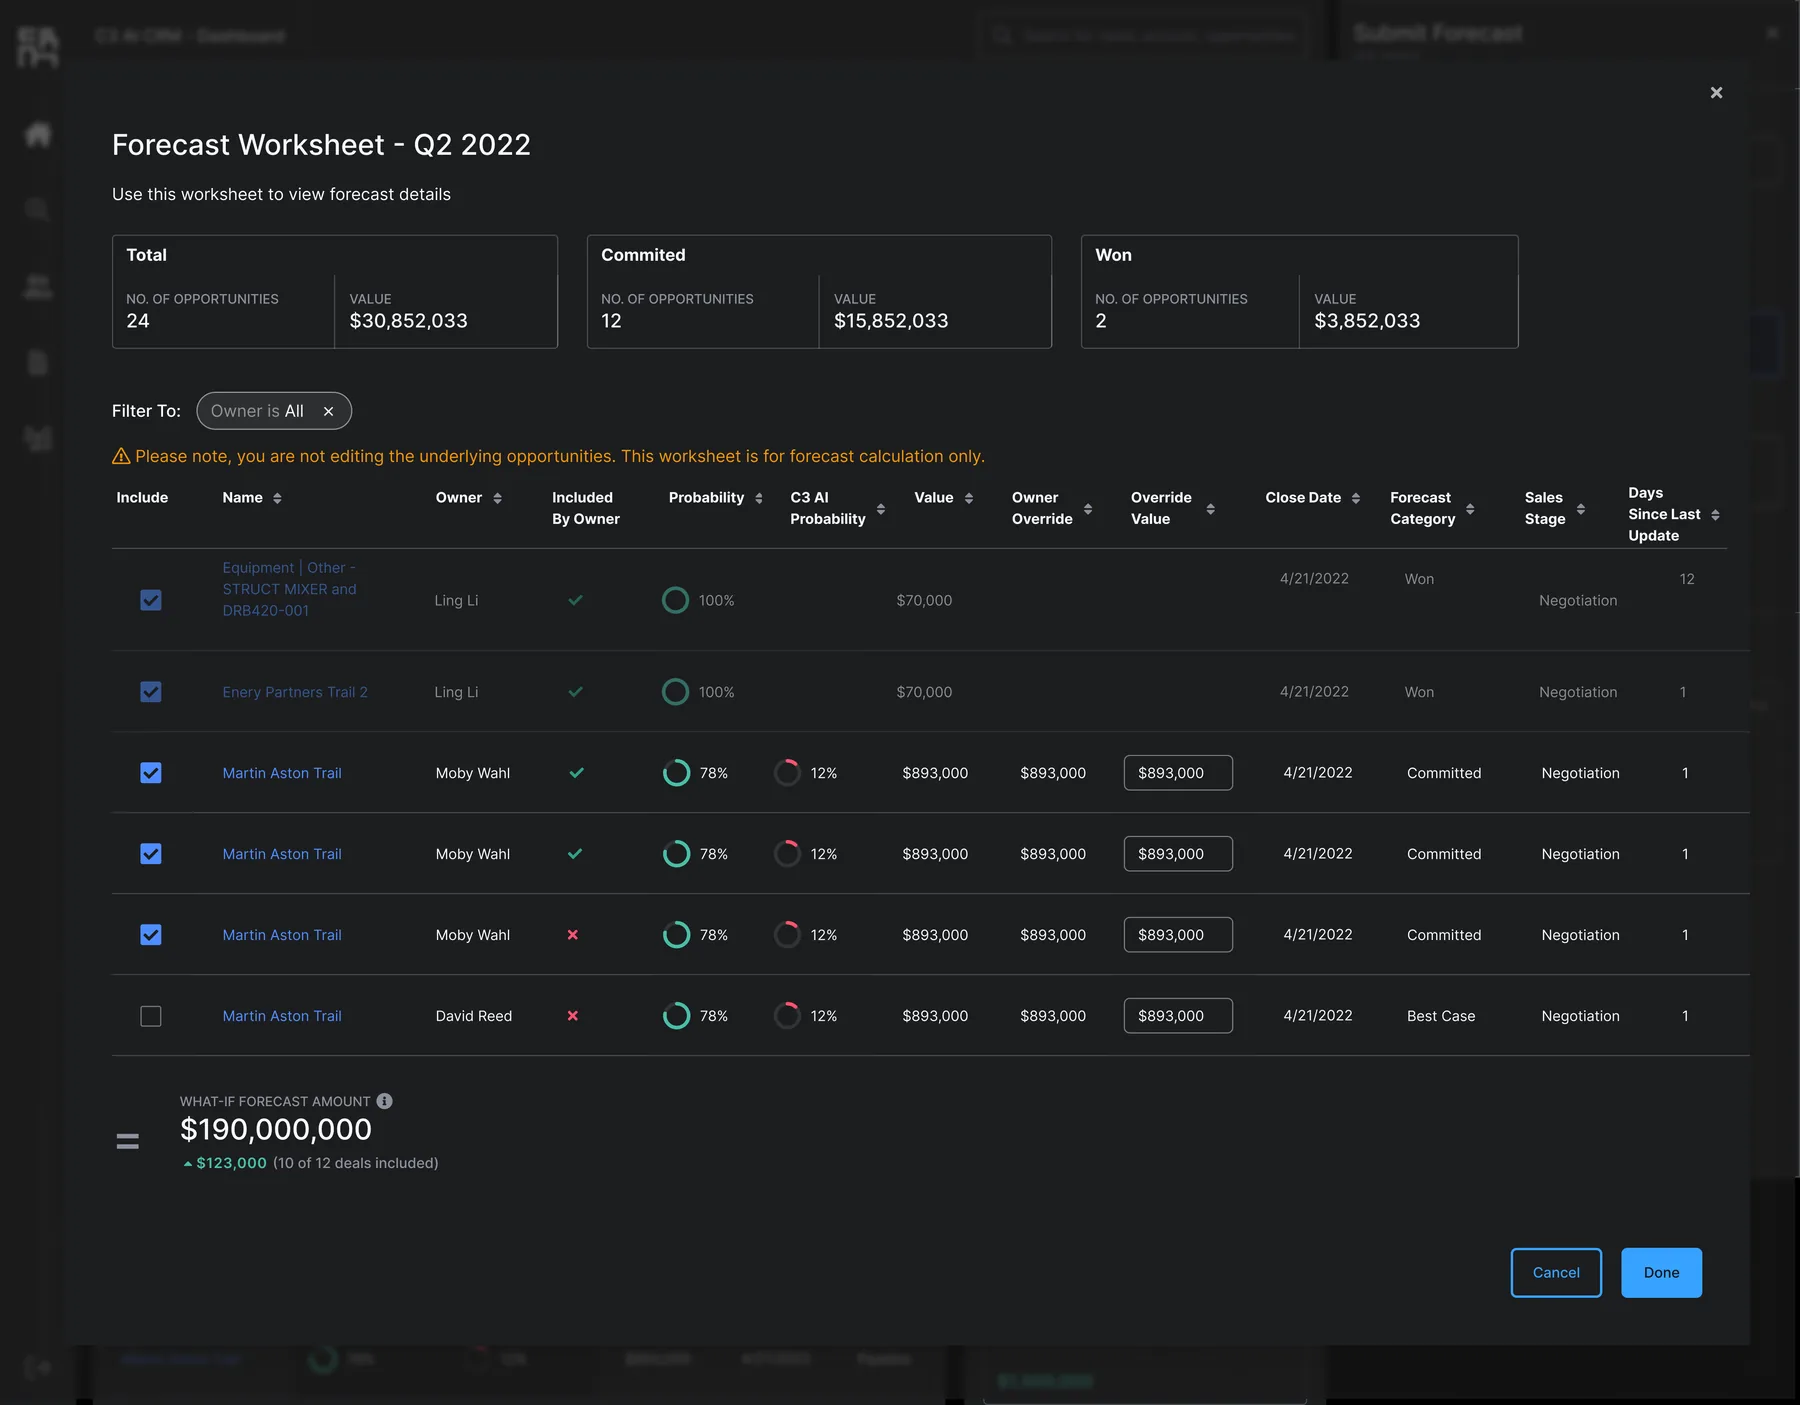 C3 AI CRM - Dashboard
Submit Forecast
Forecast Worksheet - Q2 2022
Use this worksheet to view forecast details
Total
NO. OF OPPORTUNITIES VALUE
24 $30,852,033
Commited
NO. OF OPPORTUNITIES VALUE
12 $15,852,033
Won
NO. OF OPPORTUNITIES VALUE
2 $3,852,033
Filter To: Owner is All
Please note, you are not editing the underlying opportunities. This worksheet is for forecast calculation only.
Include Name Owner Included By Owner Probability C3 AI Probability Value Owner Override Override Value Close Date Forecast Category Sales Stage Days Since Last Update
Equipment | Other -
STRUCT MIXER and
DRB420-001
Ling Li 100% $70,000 4/21/2022 Won Negotiation 12
Enery Partners Trail 2 Ling Li 100% $70,000 4/21/2022 Won Negotiation 1
Martin Aston Trail Moby Wahl 78% 12% $893,000 $893,000 $893,000 4/21/2022 Committed Negotiation 1
Martin Aston Trail Moby Wahl 78% 12% $893,000 $893,000 $893,000 4/21/2022 Committed Negotiation 1
Martin Aston Trail Moby Wahl 78% 12% $893,000 $893,000 $893,000 4/21/2022 Committed Negotiation 1
Martin Aston Trail David Reed 78% 12% $893,000 $893,000 $893,000 4/21/2022 Best Case Negotiation 1
WHAT-IF FORECAST AMOUNT
= $190,000,000
$123,000 (10 of 12 deals included)
Cancel Done